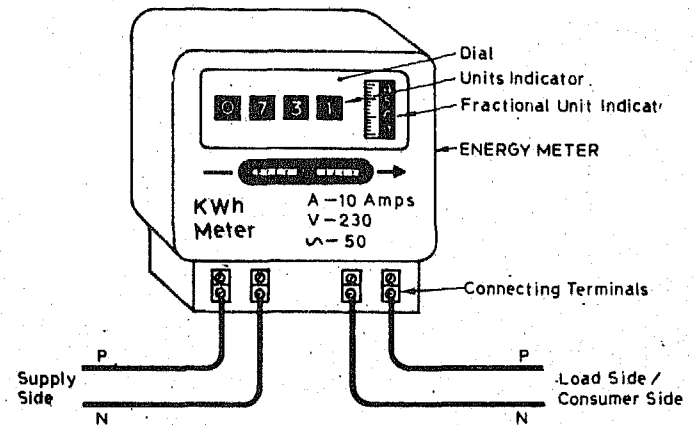 Dial
Units Indicator
0 7 3 1
Fractional Unit
ENERGY METER
KWh
Meter
A-10 Amps
V-230
∿-50
Connecting Terminals
P
Supply
Side
N
P
Load Side /
Consumer Side
N